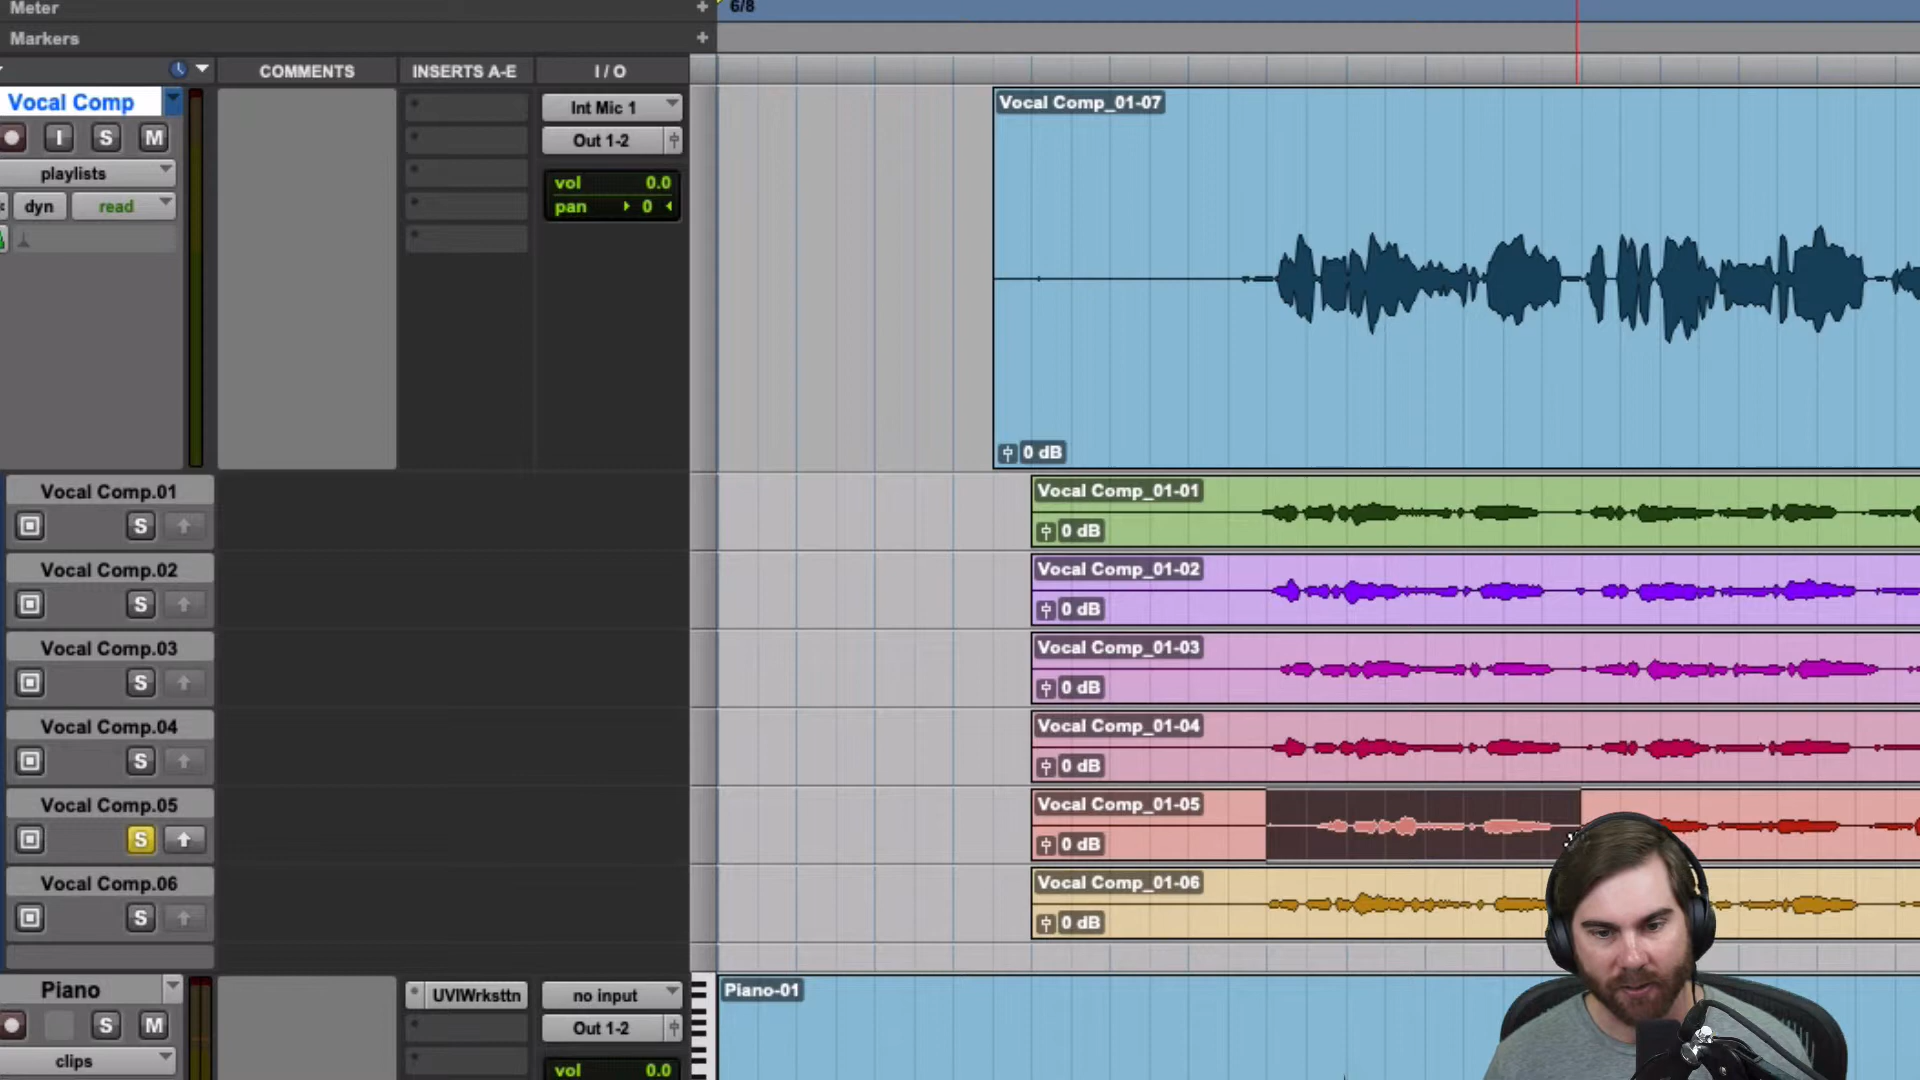 Meter + 6/8
Markers +
COMMENTS INSERTS A-E I / O
Vocal Comp Int Mic 1 Vocal Comp_01-07
I S M Out 1-2
playlists vol 0.0
dyn read pan 0
0 dB
Vocal Comp.01 Vocal Comp_01-01
S 0 dB
Vocal Comp.02 Vocal Comp_01-02
S 0 dB
Vocal Comp.03 Vocal Comp_01-03
S 0 dB
Vocal Comp.04 Vocal Comp_01-04
S 0 dB
Vocal Comp.05 Vocal Comp_01-05
S 0 dB
Vocal Comp.06 Vocal Comp_01-06
S 0 dB
Piano UVIWrksttn no input Piano-01
S M Out 1-2
clips vol 0.0